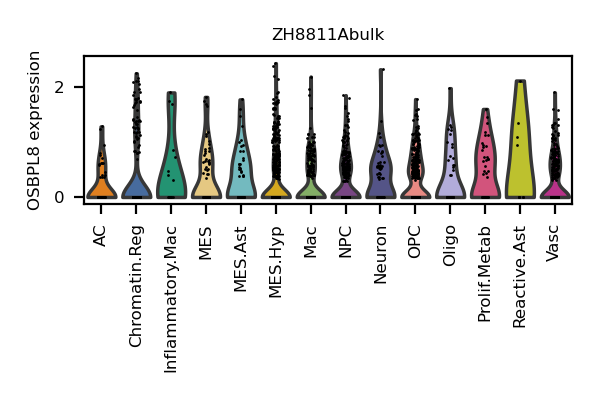 ZH8811Abulk
OSBPL8 expression
2
0
AC
Chromatin.Reg
Inflammatory.Mac
MES
MES.Ast
MES.Hyp
Mac
NPC
Neuron
OPC
Oligo
Prolif.Metab
Reactive.Ast
Vasc